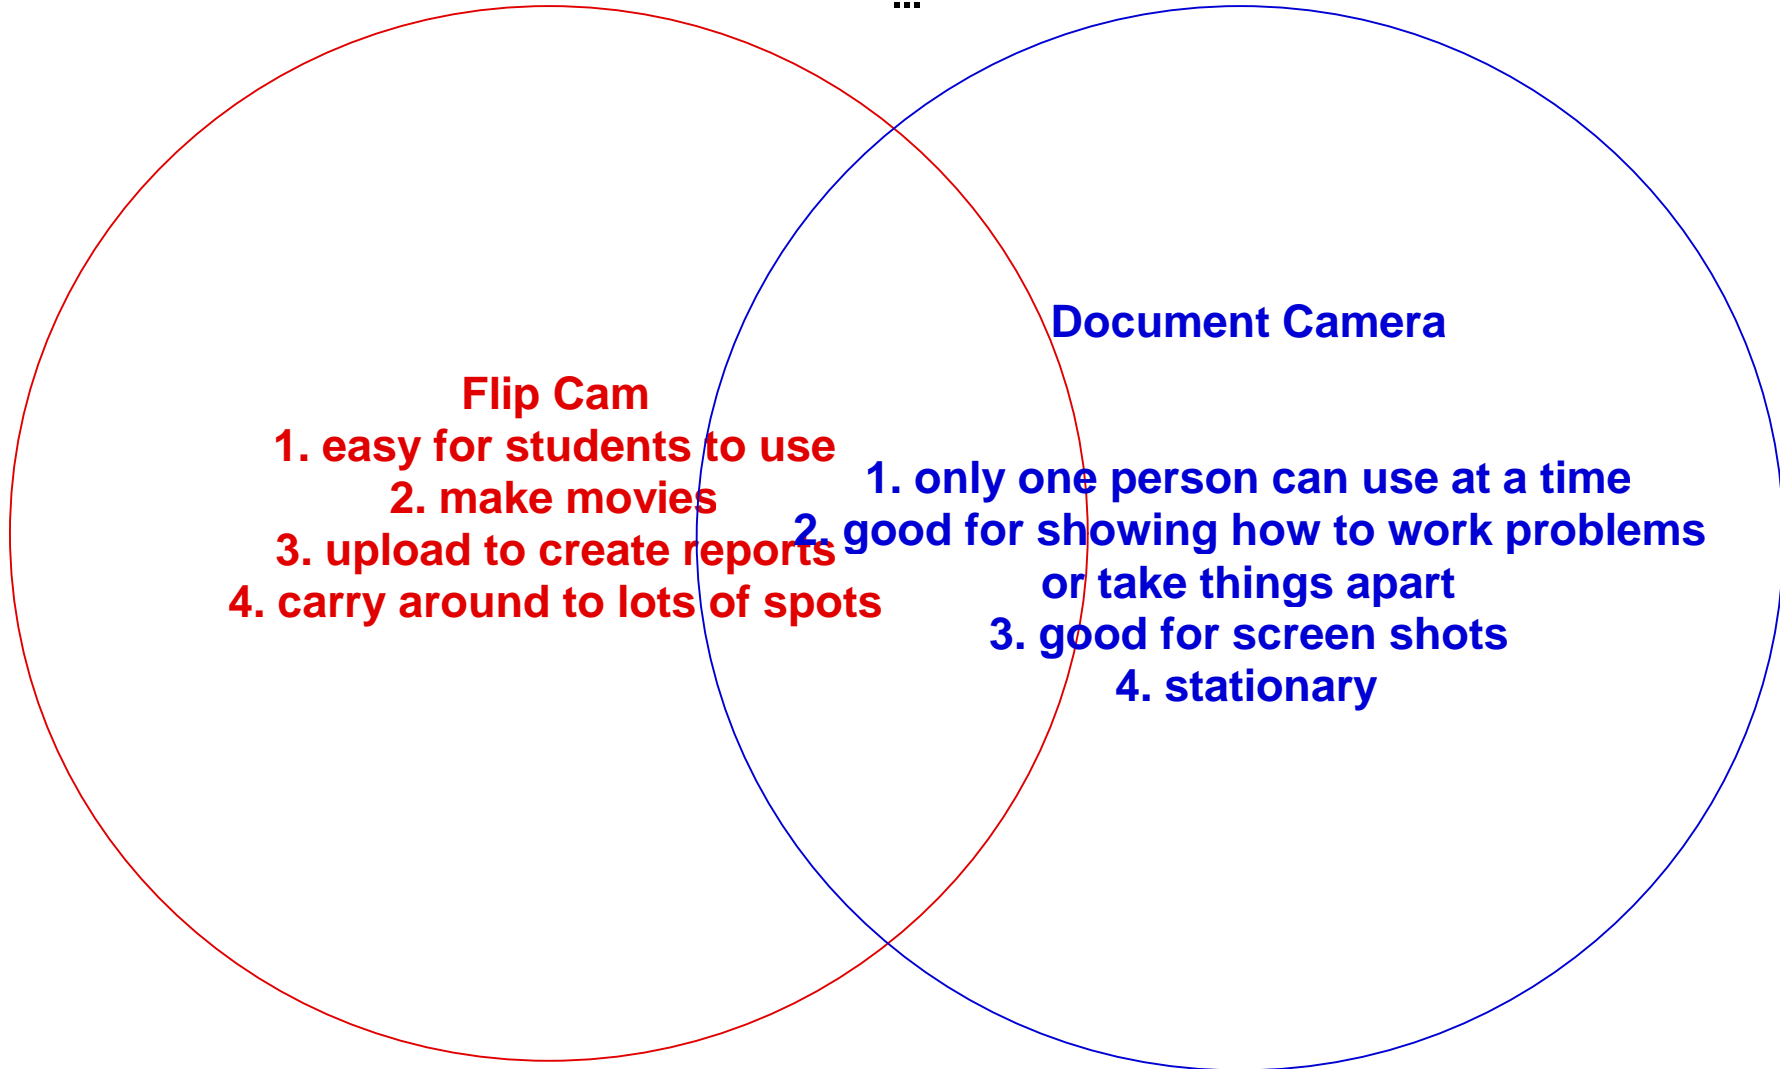 ...
Flip Cam
1. easy for students to use
2. make movies
3. upload to create reports
4. carry around to lots of spots
Document Camera
1. only one person can use at a time
2. good for showing how to work problems
or take things apart
3. good for screen shots
4. stationary